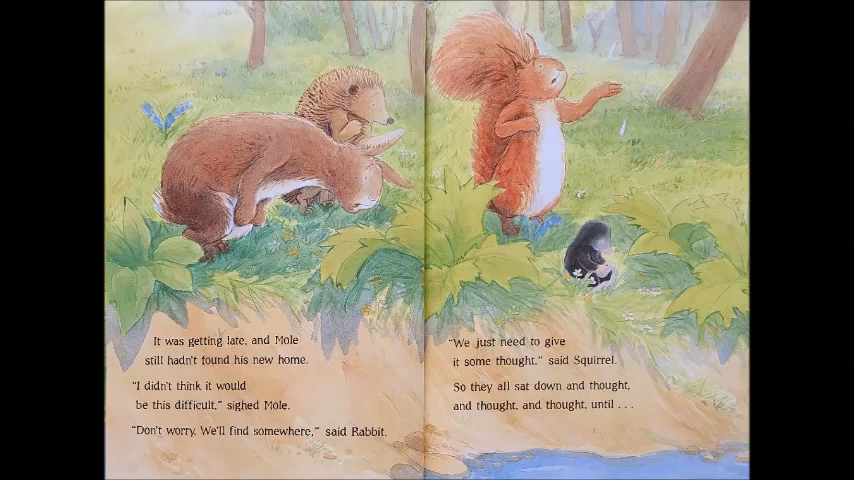 It was getting late, and Mole
still hadn't found his new home.
"I didn't think it would
be this difficult," sighed Mole.
"Don't worry. We'll find somewhere," said Rabbit.
"We just need to give
it some thought," said Squirrel.
So they all sat down and thought,
and thought, and thought, until . . .